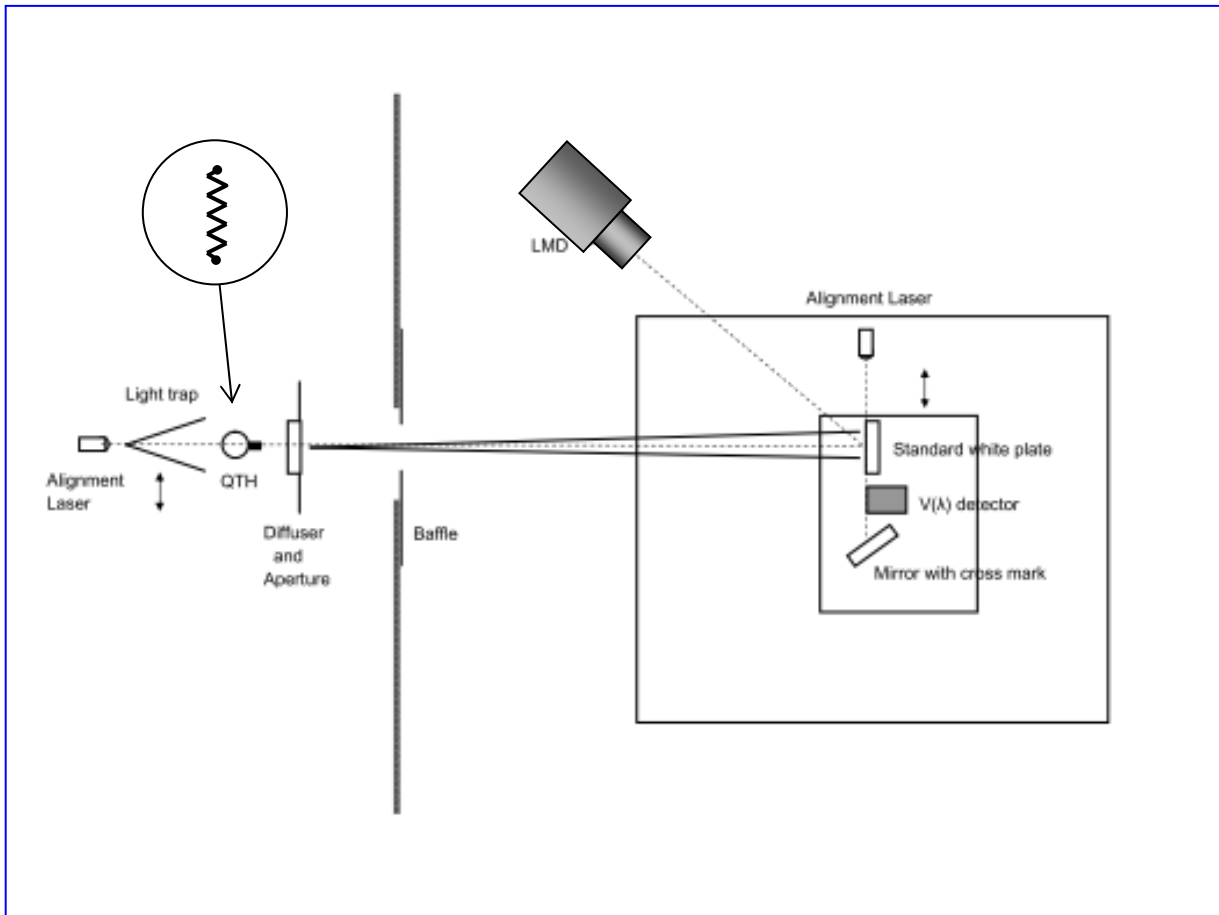 LMD
Alignment Laser
Light trap
Alignment
Laser
QTH
Standard white plate
V(λ) detector
Diffuser
and
Aperture
Baffle
Mirror with cross mark